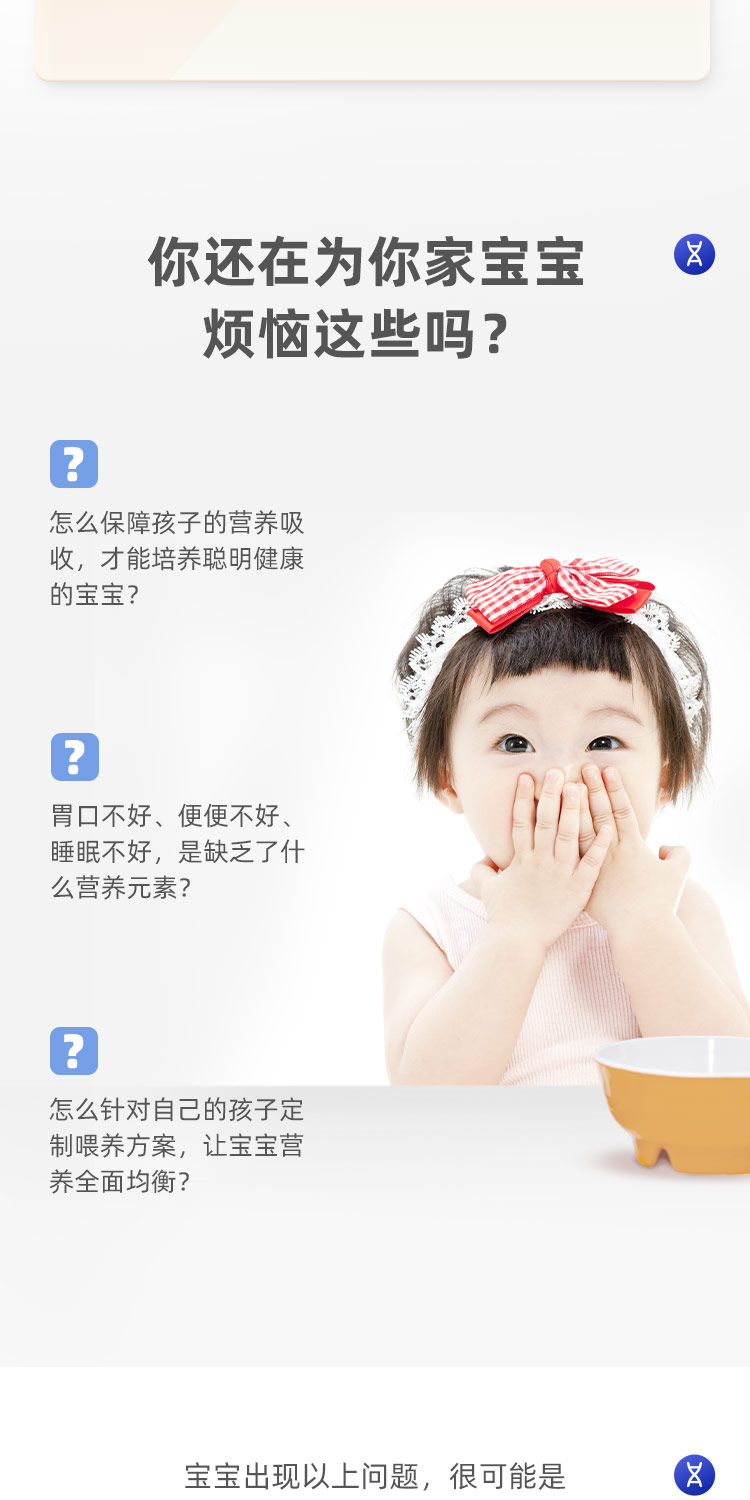 你还在为你家宝宝
烦恼这些吗？
?
怎么保障孩子的营养吸
收，才能培养聪明健康
的宝宝？
?
胃口不好、便便不好、
睡眠不好，是缺乏了什
么营养元素？
?
怎么针对自己的孩子定
制喂养方案，让宝宝营
养全面均衡？
宝宝出现以上问题，很可能是